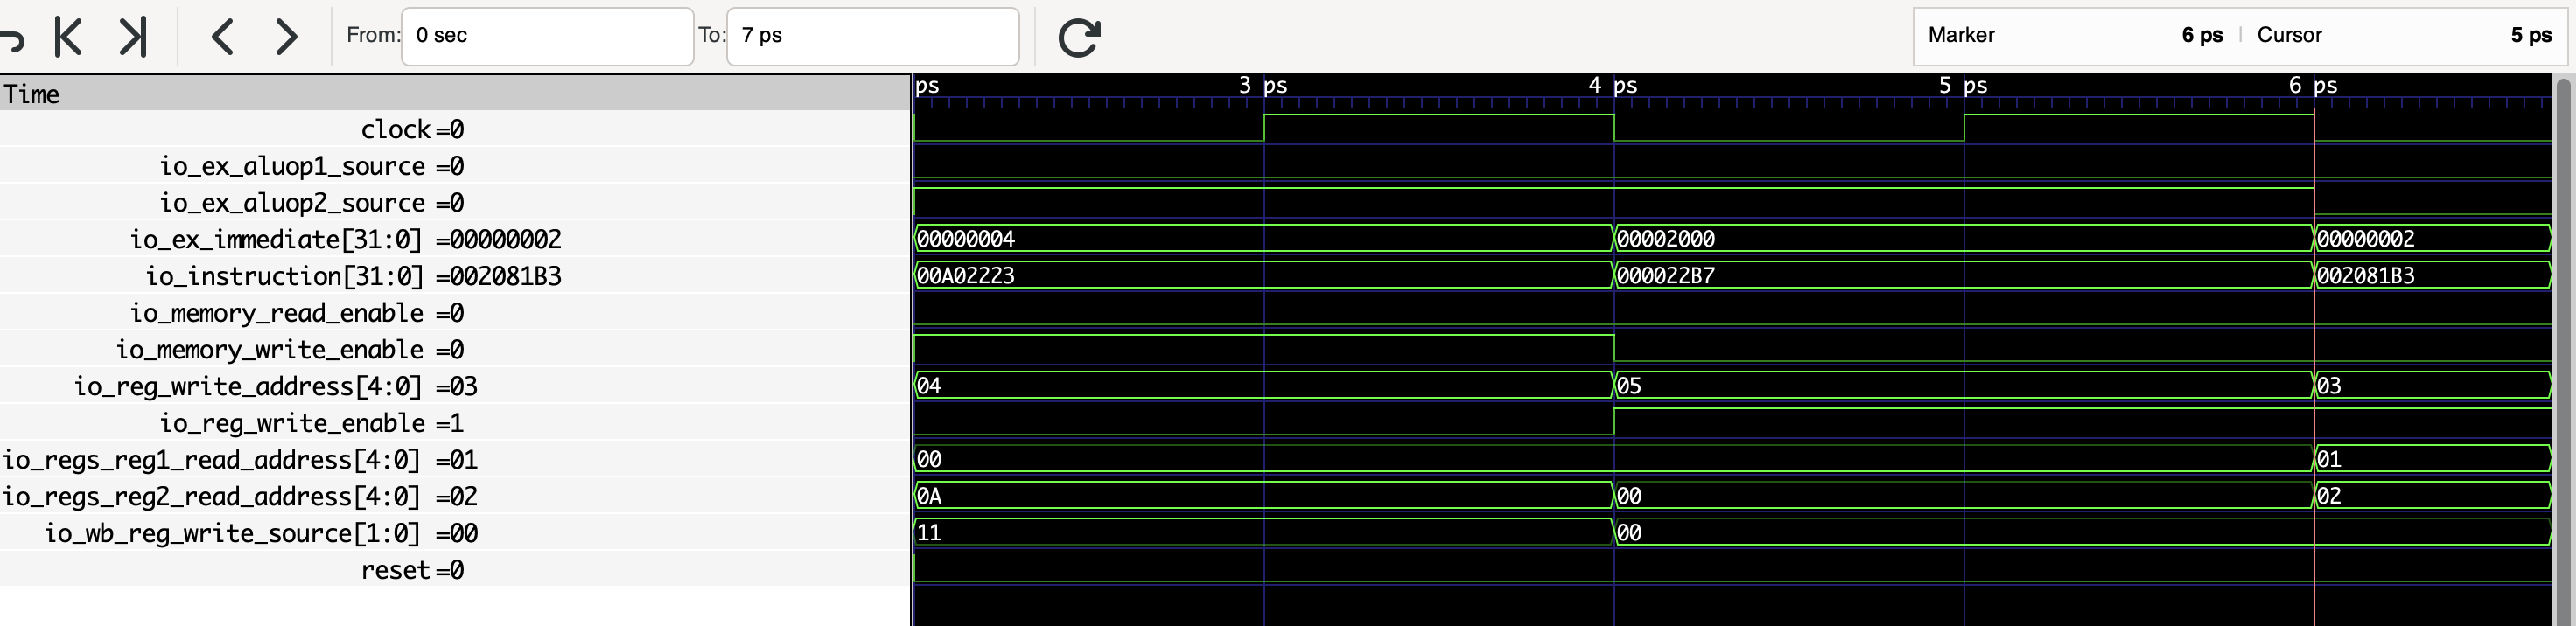 From: 0 sec To: 7 ps Marker 6 ps | Cursor 5 ps
Time ps 3 ps 4 ps 5 ps 6 ps
clock =0
io_ex_aluop1_source =0
io_ex_aluop2_source =0
io_ex_immediate[31:0] =00000002 00000004 00002000 00000002
io_instruction[31:0] =002081B3 00A02223 000022B7 002081B3
io_memory_read_enable =0
io_memory_write_enable =0
io_reg_write_address[4:0] =03 04 05 03
io_reg_write_enable =1
io_regs_reg1_read_address[4:0] =01 00 01
io_regs_reg2_read_address[4:0] =02 0A 00 02
io_wb_reg_write_source[1:0] =00 11 00
reset =0